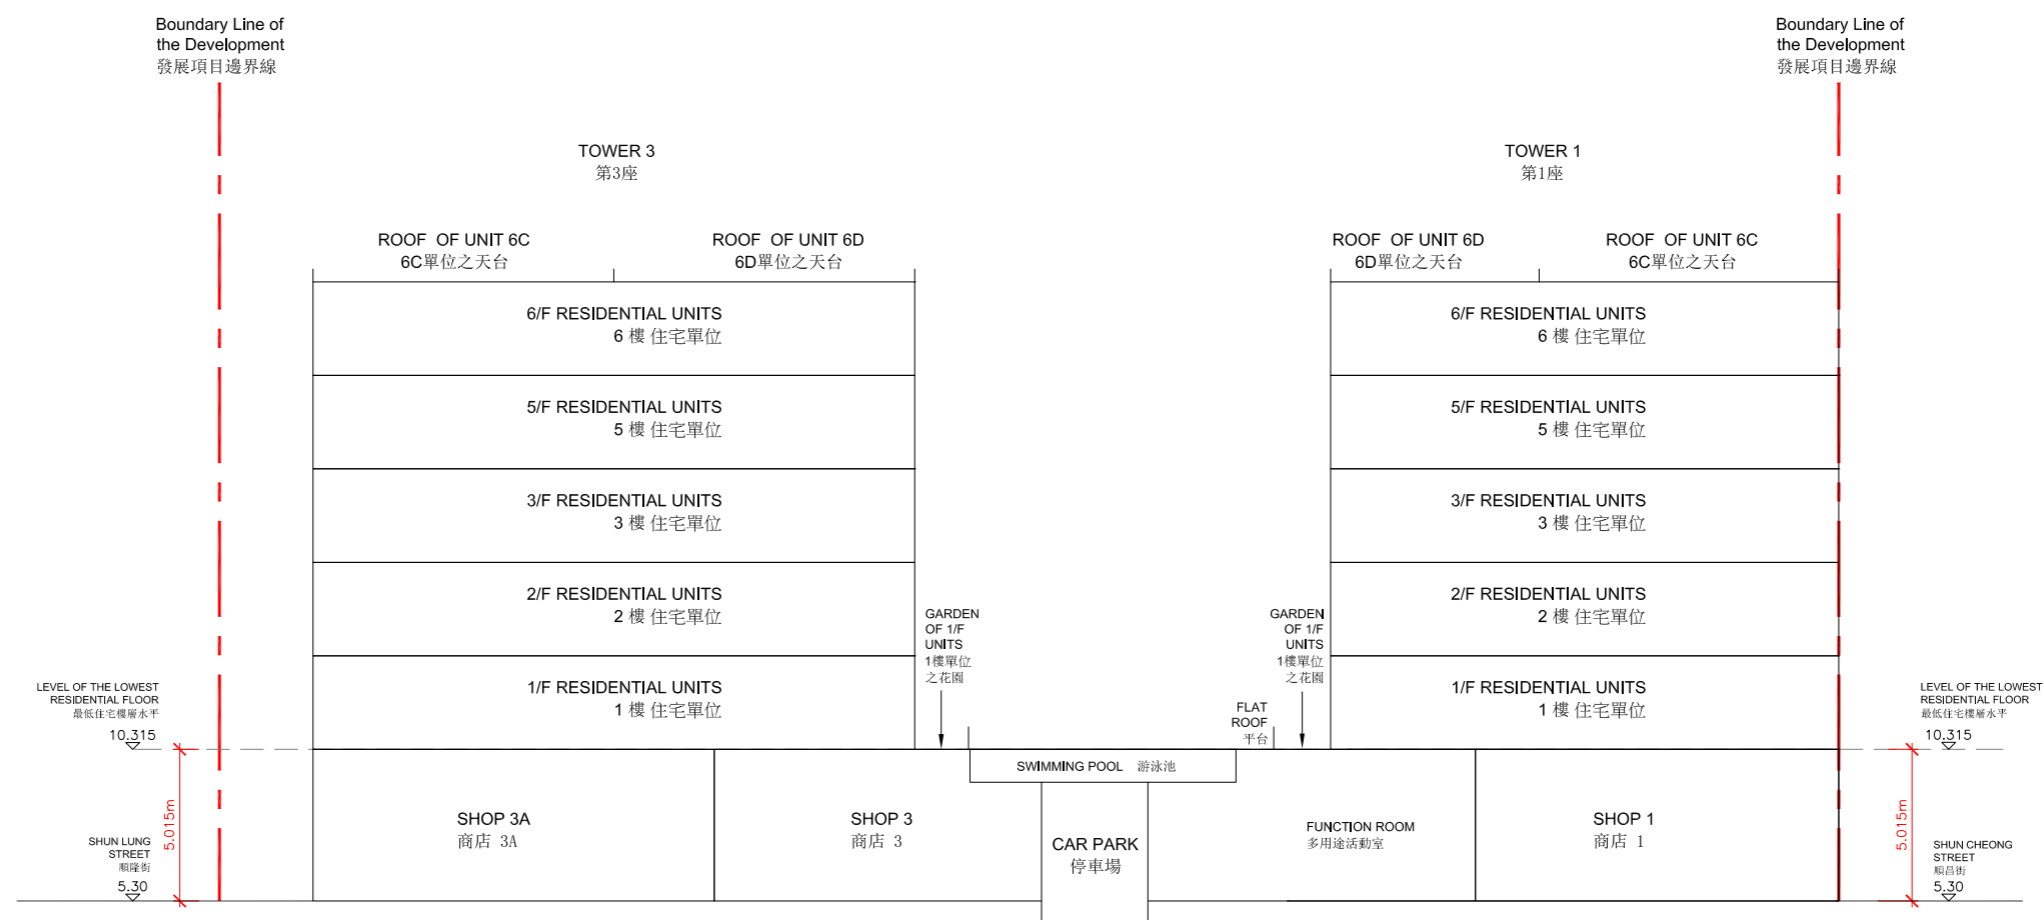 Boundary Line of
the Development
發展項目邊界線
Boundary Line of
the Development
發展項目邊界線
TOWER 3
第3座
TOWER 1
第1座
ROOF OF UNIT 6C
6C單位之天台
ROOF OF UNIT 6D
6D單位之天台
ROOF OF UNIT 6D
6D單位之天台
ROOF OF UNIT 6C
6C單位之天台
6/F RESIDENTIAL UNITS
6 樓 住宅單位
6/F RESIDENTIAL UNITS
6 樓 住宅單位
5/F RESIDENTIAL UNITS
5 樓 住宅單位
5/F RESIDENTIAL UNITS
5 樓 住宅單位
3/F RESIDENTIAL UNITS
3 樓 住宅單位
3/F RESIDENTIAL UNITS
3 樓 住宅單位
2/F RESIDENTIAL UNITS
2 樓 住宅單位
GARDEN
OF 1/F
UNITS
1樓單位
之花園
GARDEN
OF 1/F
UNITS
1樓單位
之花園
2/F RESIDENTIAL UNITS
2 樓 住宅單位
LEVEL OF THE LOWEST
RESIDENTIAL FLOOR
最低住宅樓層水平
10.315
1/F RESIDENTIAL UNITS
1 樓 住宅單位
FLAT
ROOF
平台
1/F RESIDENTIAL UNITS
1 樓 住宅單位
LEVEL OF THE LOWEST
RESIDENTIAL FLOOR
最低住宅樓層水平
10.315
SWIMMING POOL 游泳池
5.015m
SHOP 3A
商店 3A
SHOP 3
商店 3
CAR PARK
停車場
FUNCTION ROOM
多用途活動室
SHOP 1
商店 1
5.015m
SHUN LUNG
STREET
順隆街
5.30
SHUN CHEONG
STREET
順昌街
5.30